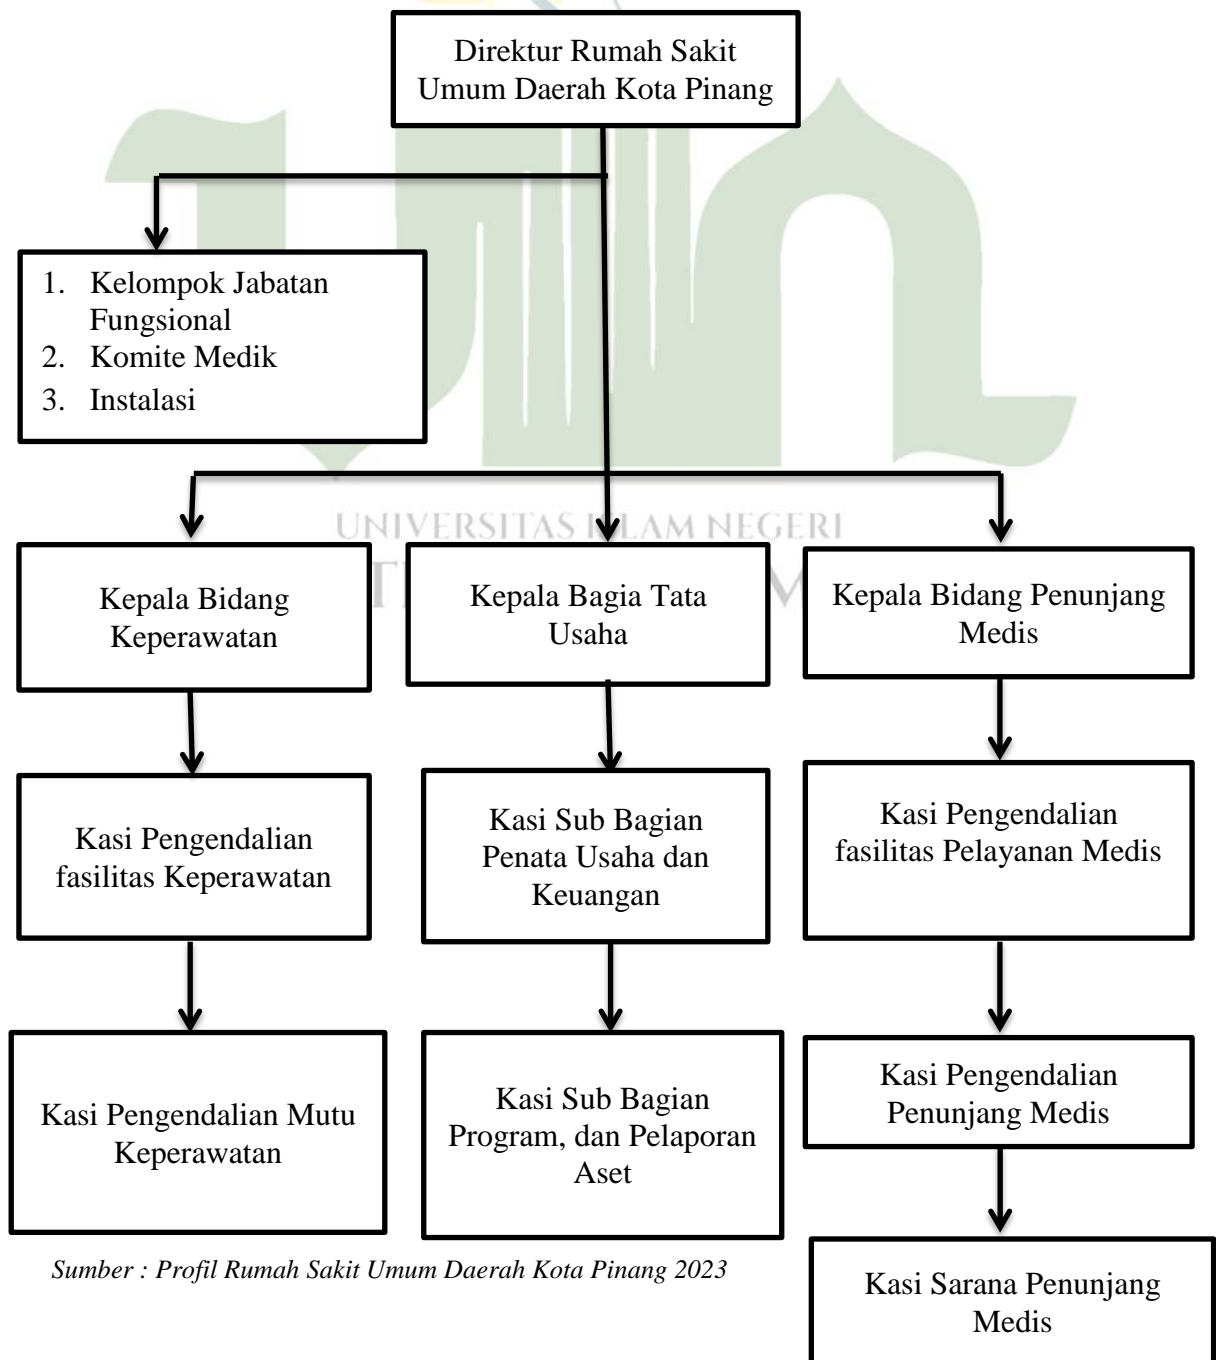 Direktur Rumah Sakit
Umum Daerah Kota Pinang
1. Kelompok Jabatan
Fungsional
2. Komite Medik
3. Instalasi
UNIVERSITAS ISLAM NEGERI
Kepala Bidang
Keperawatan
Kepala Bagia Tata
Usaha
Kepala Bidang Penunjang
Medis
Kasi Pengendalian
fasilitas Keperawatan
Kasi Sub Bagian
Penata Usaha dan
Keuangan
Kasi Pengendalian
fasilitas Pelayanan Medis
Kasi Pengendalian Mutu
Keperawatan
Kasi Sub Bagian
Program, dan Pelaporan
Aset
Kasi Pengendalian
Penunjang Medis
Sumber : Profil Rumah Sakit Umum Daerah Kota Pinang 2023
Kasi Sarana Penunjang
Medis